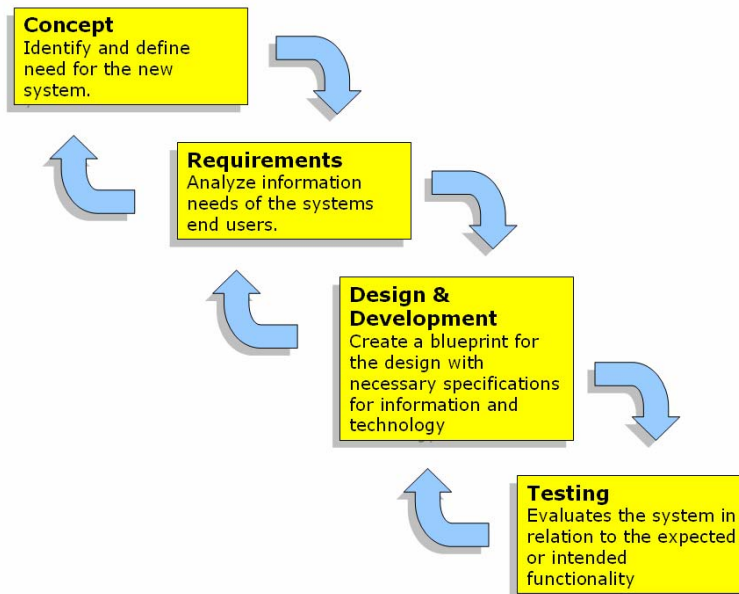 Concept
Identify and define
need for the new
system.
Requirements
Analyze information
needs of the systems
end users.
Design &
Development
Create a blueprint for
the design with
necessary specifications
for information and
technology
Testing
Evaluates the system in
relation to the expected
or intended
functionality